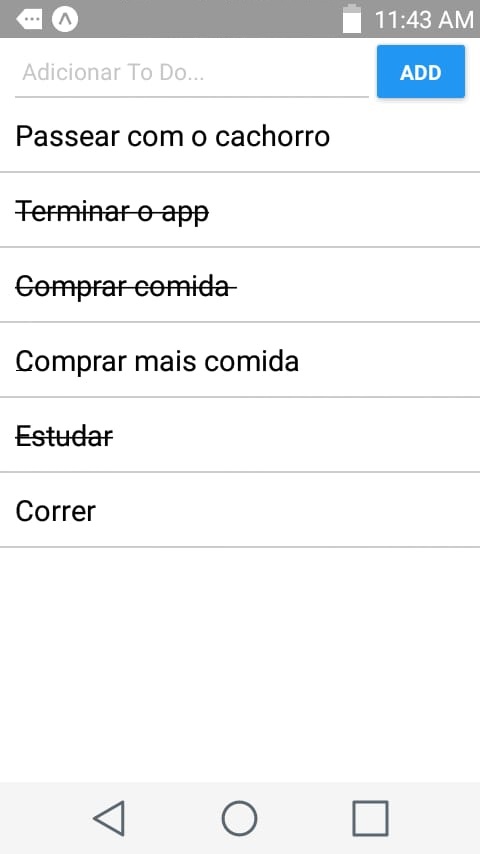 11:43 AM
Adicionar To Do...
ADD
Passear com o cachorro
Terminar o app
Comprar comida
Comprar mais comida
Estudar
Correr